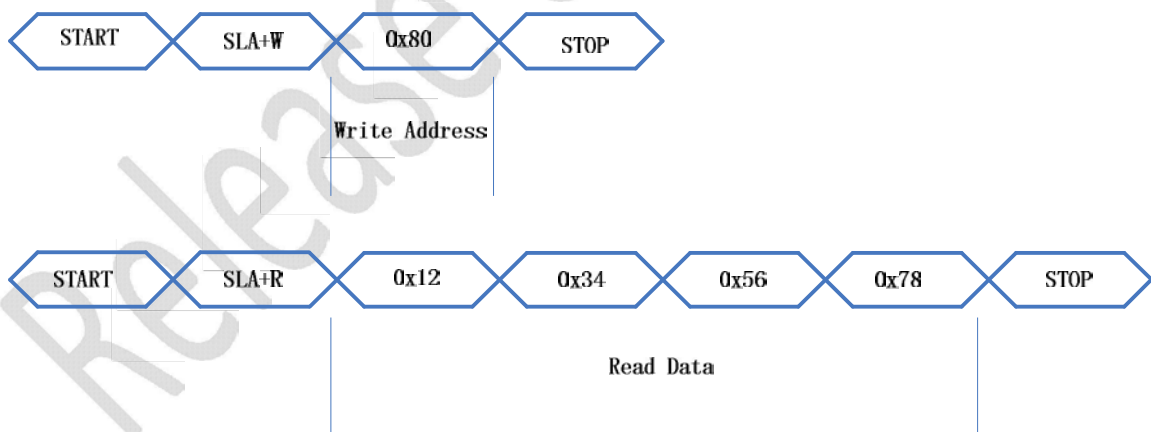 START SLA+W 0x80 STOP
Write Address
START SLA+R 0x12 0x34 0x56 0x78 STOP
Read Data
Release